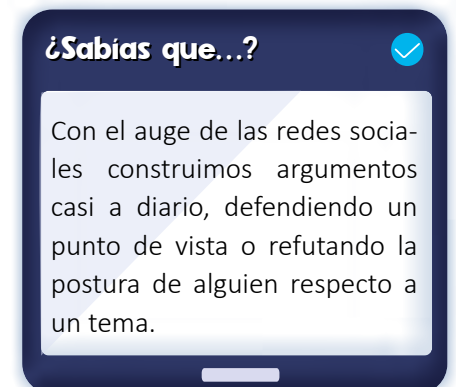 ¿Sabías que...?
Con el auge de las redes socia-
les construimos argumentos
casi a diario, defendiendo un
punto de vista o refutando la
postura de alguien respecto a
un tema.